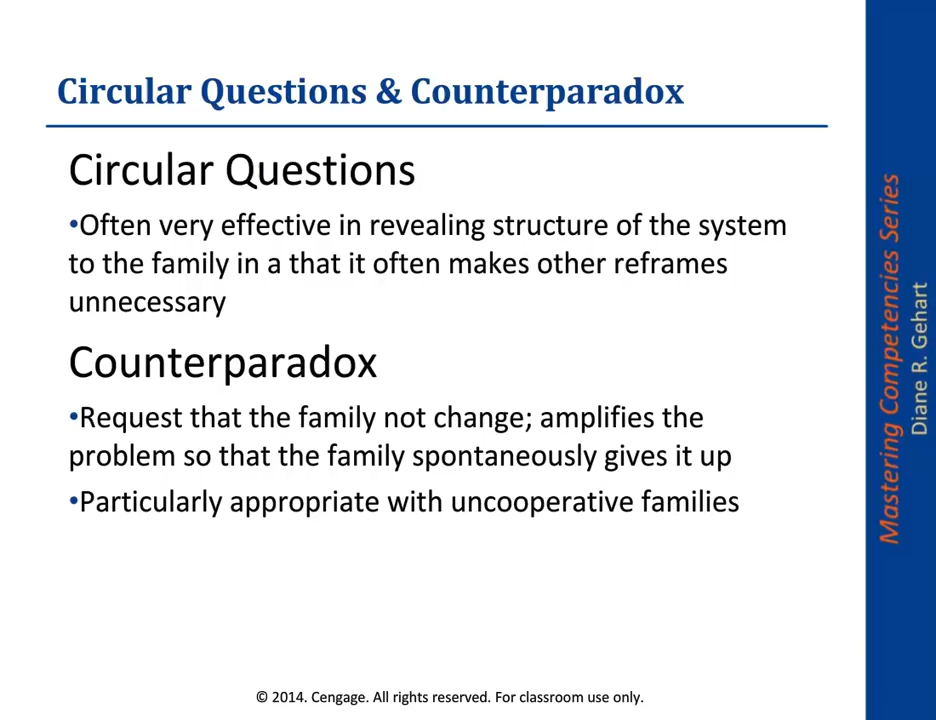 Circular Questions & Counterparadox
Circular Questions
•Often very effective in revealing structure of the system
to the family in a that it often makes other reframes
unnecessary
Counterparadox
•Request that the family not change; amplifies the
problem so that the family spontaneously gives it up
•Particularly appropriate with uncooperative families
© 2014. Cengage. All rights reserved. For classroom use only.
Mastering Competencies Series
Diane R. Gehart